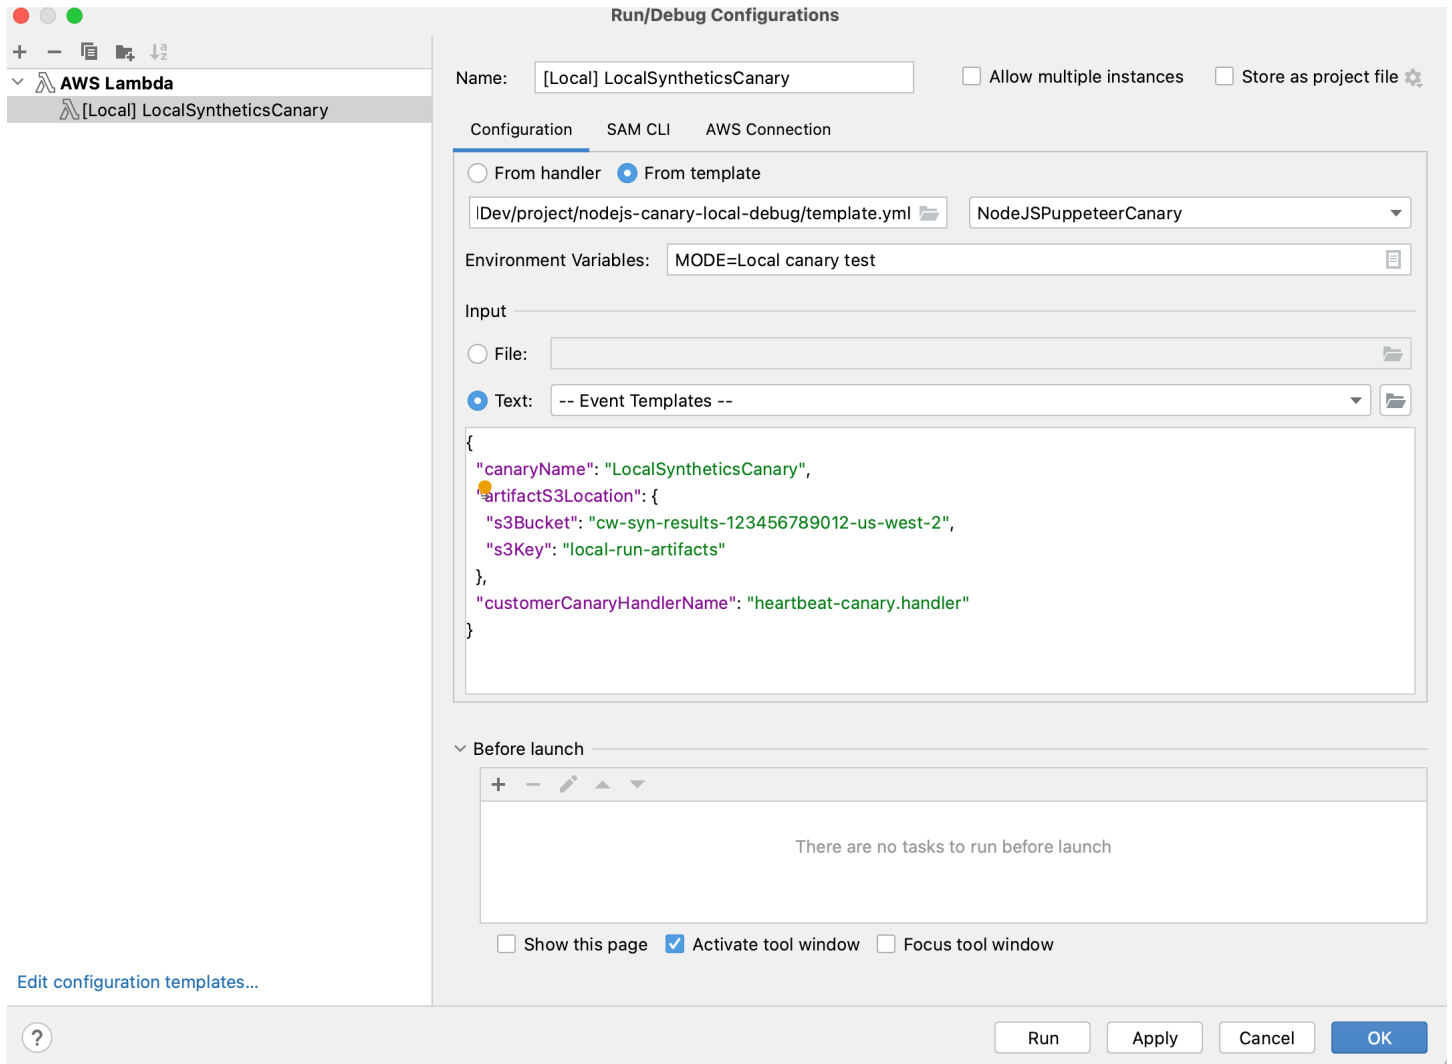 Run/Debug Configurations
AWS Lambda
[Local] LocalSyntheticsCanary
Name: [Local] LocalSyntheticsCanary
Allow multiple instances
Store as project file
Configuration SAM CLI AWS Connection
From handler From template
Dev/project/nodejs-canary-local-debug/template.yml NodeJSPuppeteerCanary
Environment Variables: MODE=Local canary test
Input
File:
Text: -- Event Templates --
{
"canaryName": "LocalSyntheticsCanary",
"artifactS3Location": {
"s3Bucket": "cw-syn-results-123456789012-us-west-2",
"s3Key": "local-run-artifacts"
},
"customerCanaryHandlerName": "heartbeat-canary.handler"
}
Before launch
There are no tasks to run before launch
Show this page Activate tool window Focus tool window
Edit configuration templates...
? Run Apply Cancel OK